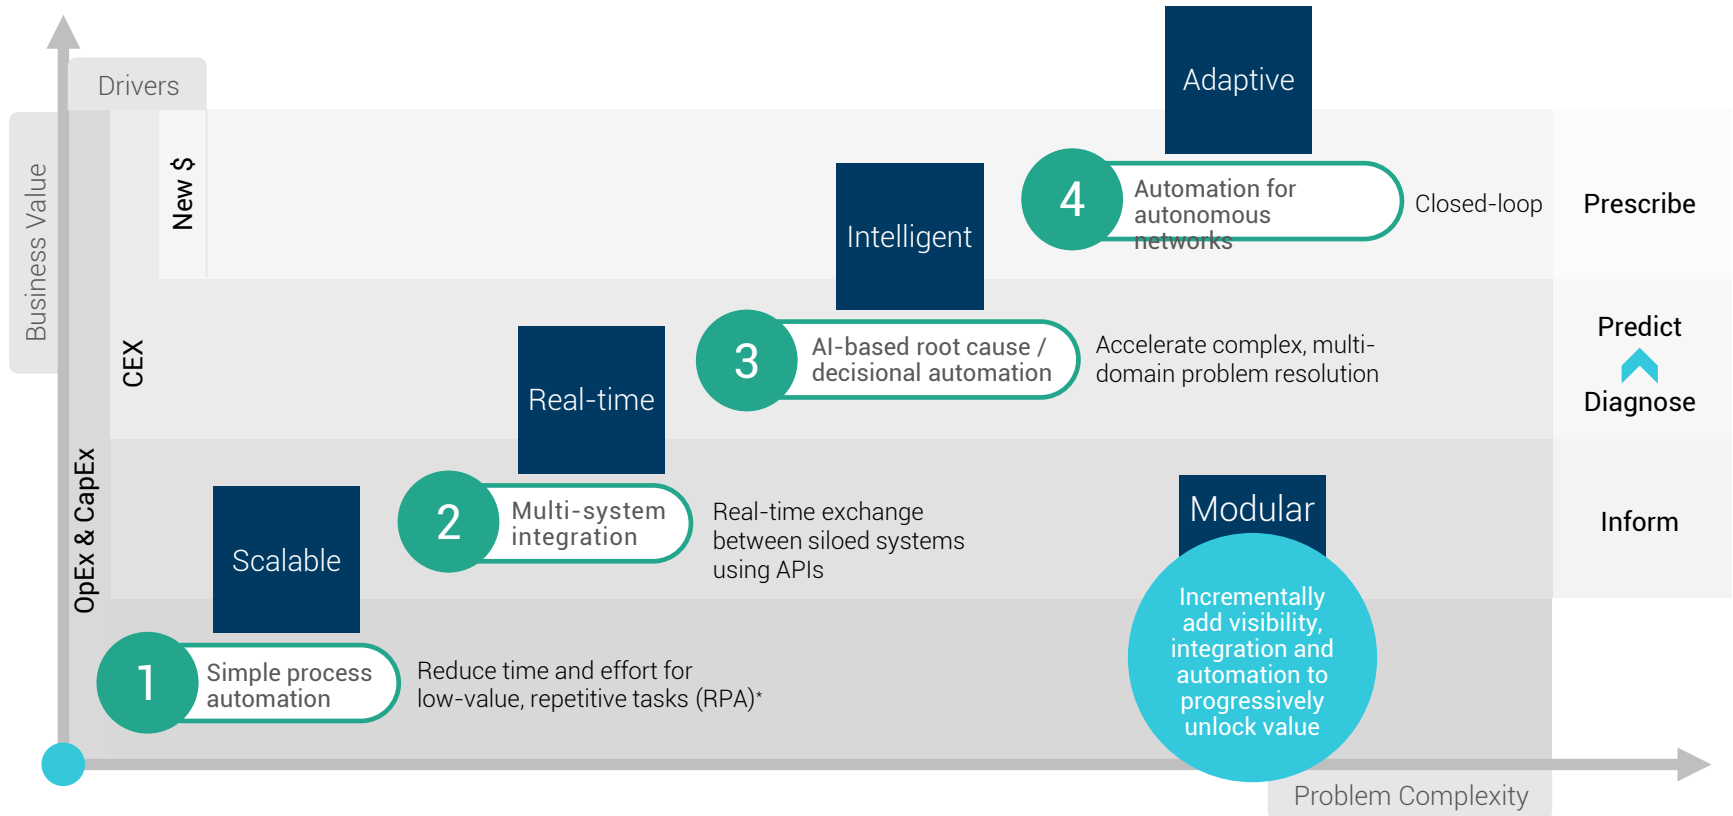 Drivers
Business Value
OpEx & CapEx
CEX
New $
Adaptive
4
Automation for
autonomous
networks
Closed-loop
Prescribe
Intelligent
3
AI-based root cause /
decisional automation
Accelerate complex, multi-
domain problem resolution
Predict
Diagnose
Real-time
2
Multi-system
integration
Real-time exchange
between siloed systems
using APIs
Inform
Scalable
1
Simple process
automation
Reduce time and effort for
low-value, repetitive tasks (RPA)*
Modular
Incrementally
add visibility,
integration and
automation to
progressively
unlock value
Problem Complexity